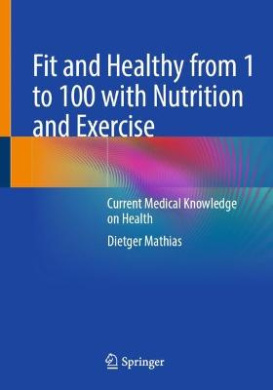 Fit and Healthy from 1
to 100 with Nutrition
and Exercise
Current Medical Knowledge
on Health
Dietger Mathias
Springer